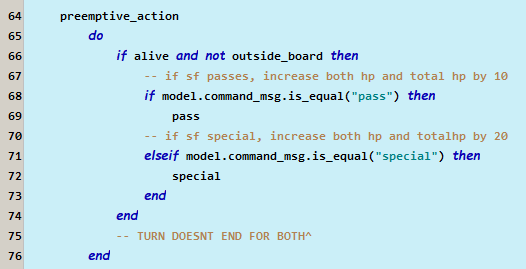 64 preemptive_action
65 do
66 if alive and not outside_board then
67 -- if sf passes, increase both hp and total hp by 10
68 if model.command_msg.is_equal("pass") then
69 pass
70 -- if sf special, increase both hp and totalhp by 20
71 elseif model.command_msg.is_equal("special") then
72 special
73 end
74 end
75 -- TURN DOESNT END FOR BOTH^
76 end